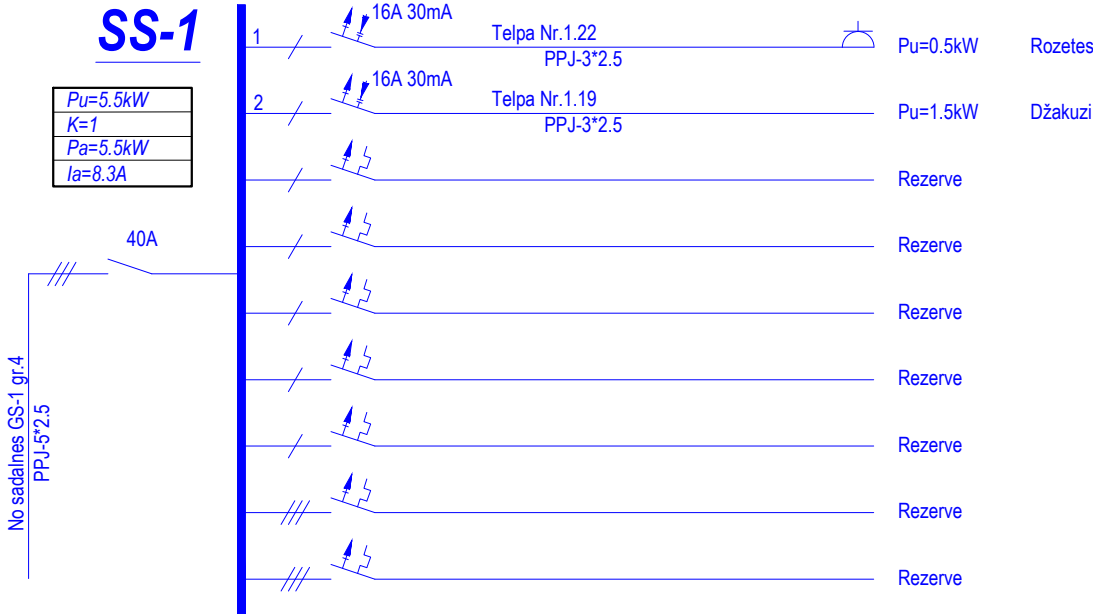 SS-1
Pu=5.5kW
K=1
Pa=5.5kW
Ia=8.3A
40A
No sadalnes GS-1 gr.4
PPJ-5*2.5
1
16A 30mA
Telpa Nr.1.22
PPJ-3*2.5
Pu=0.5kW
Rozetes
2
16A 30mA
Telpa Nr.1.19
PPJ-3*2.5
Pu=1.5kW
Džakuzi
Rezerve
Rezerve
Rezerve
Rezerve
Rezerve
Rezerve
Rezerve